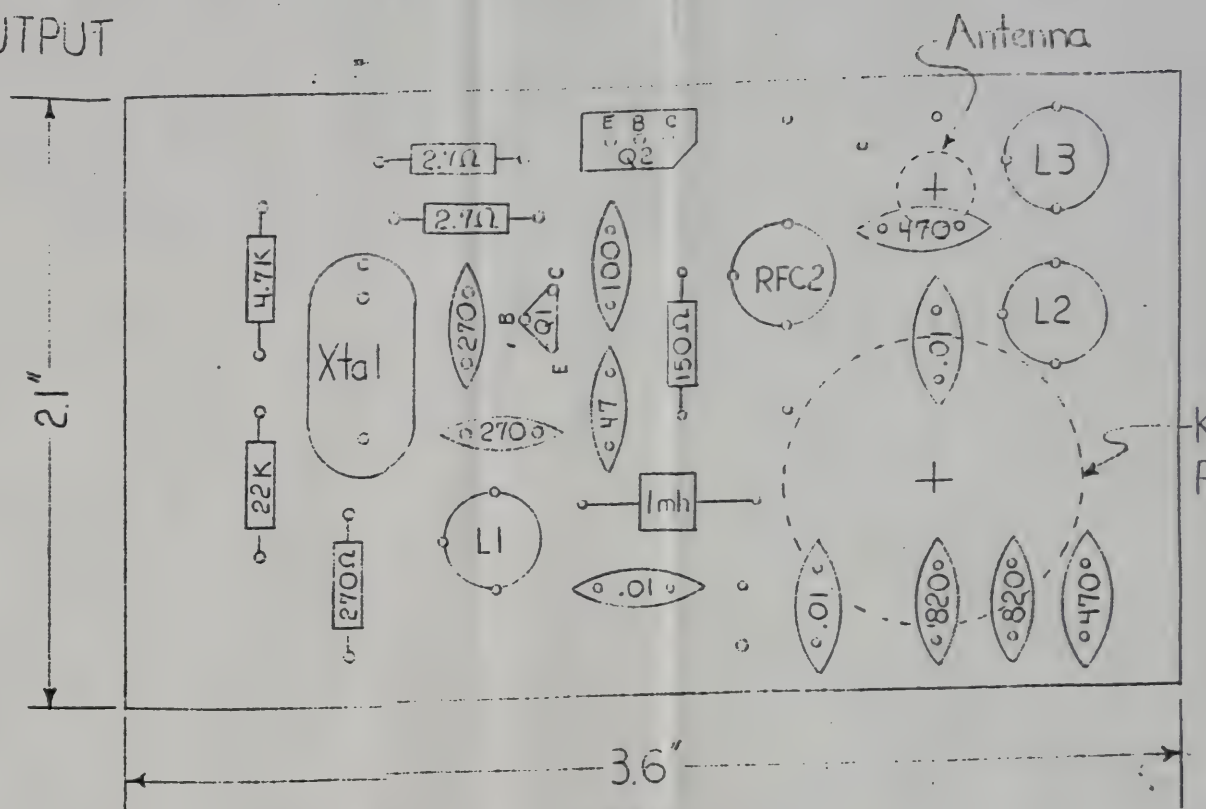 UTPUT
Antenna
E B C
Q2
2.7Ω
L3
2.7Ω
470
100
C
4.7K
RFC2
B
Q1
270
L2
150Ω
.01
Xtal
E
2.1"
47
270
K
P
22K
1mh
L1
270Ω
.01
.01
820
820
470
3.6"